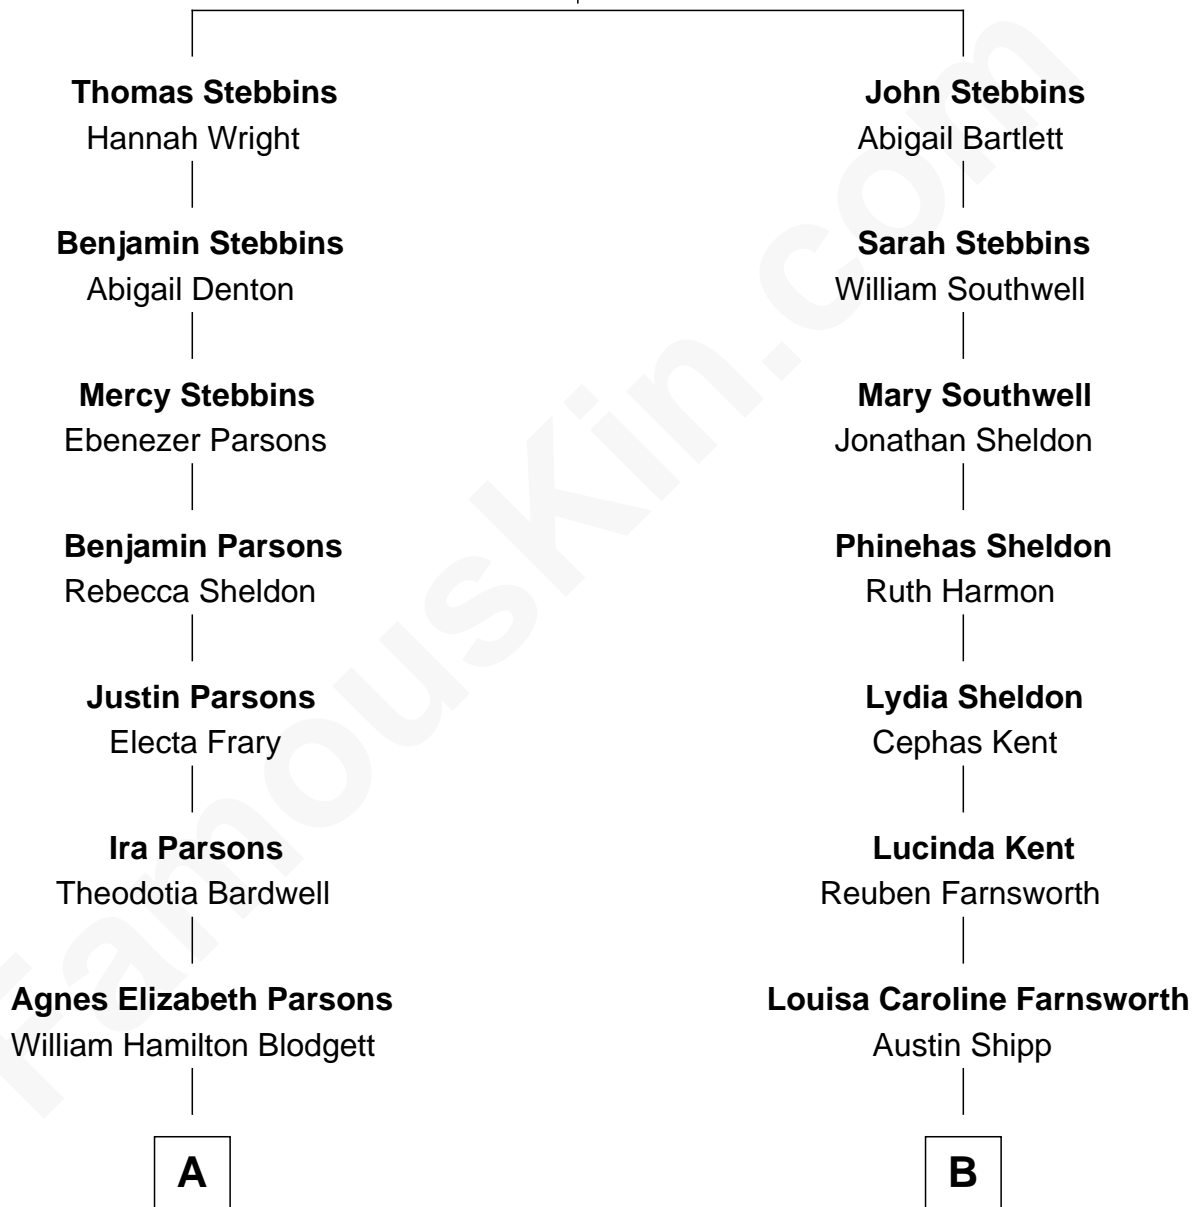 Thomas Stebbins
Hannah Wright
Benjamin Stebbins
Abigail Denton
Mercy Stebbins
Ebenezer Parsons
Benjamin Parsons
Rebecca Sheldon
Justin Parsons
Electa Frary
Ira Parsons
Theodotia Bardwell
Agnes Elizabeth Parsons
William Hamilton Blodgett
A
John Stebbins
Abigail Bartlett
Sarah Stebbins
William Southwell
Mary Southwell
Jonathan Sheldon
Phinehas Sheldon
Ruth Harmon
Lydia Sheldon
Cephas Kent
Lucinda Kent
Reuben Farnsworth
Louisa Caroline Farnsworth
Austin Shipp
B
FamousKin.com